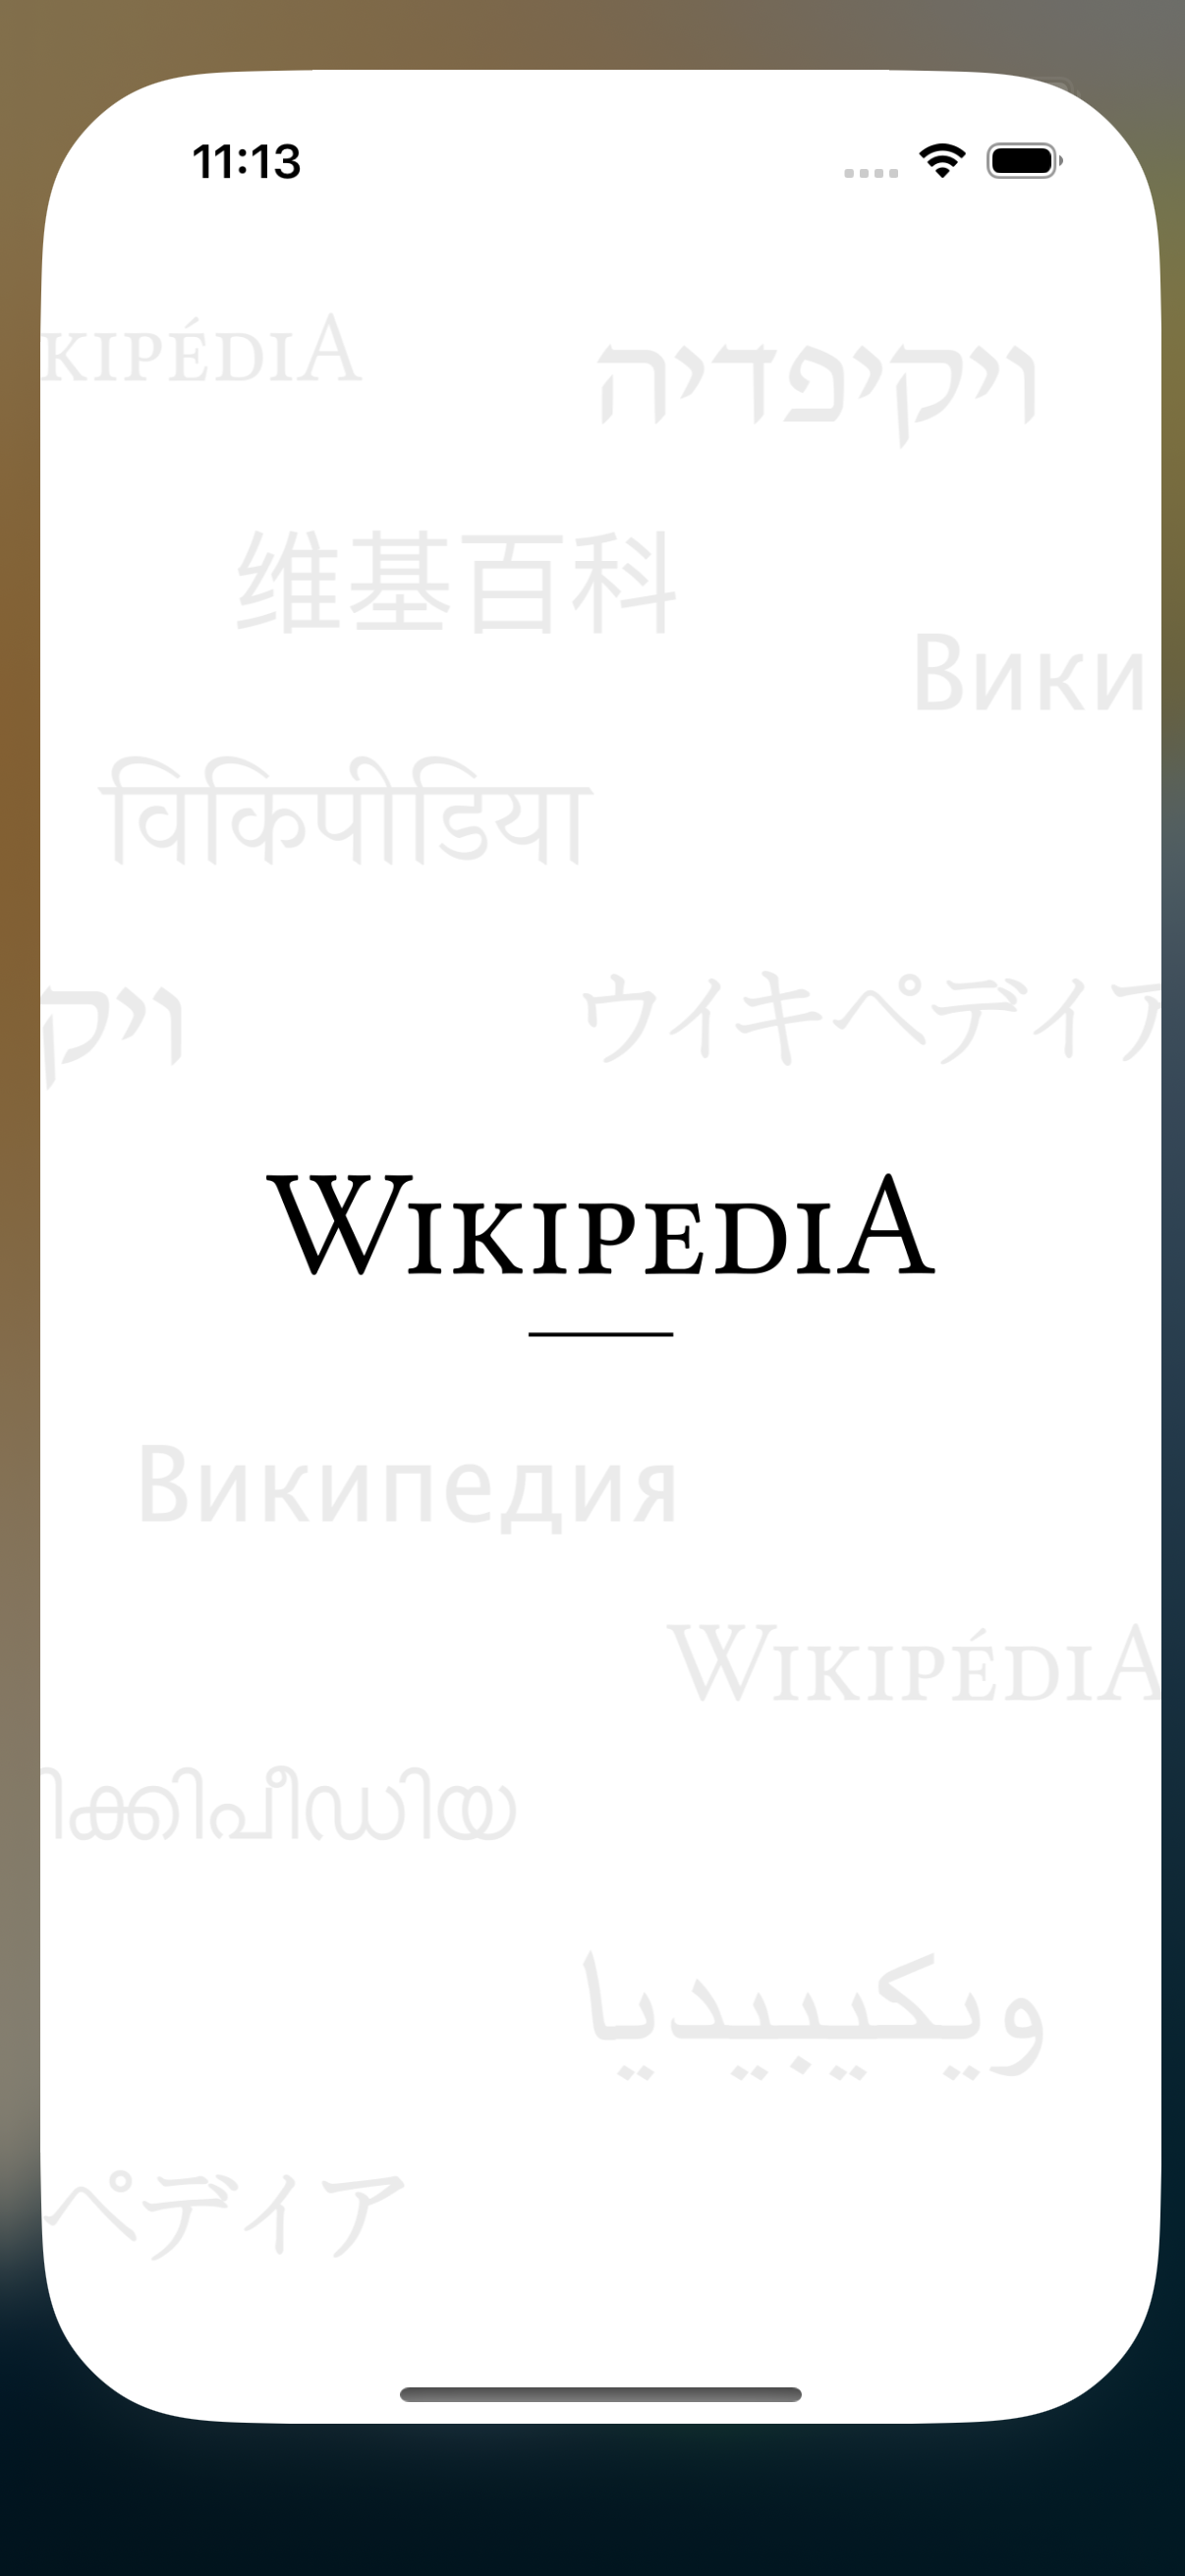 11:13
KIPÉDIA
ויקיפדיה
维基百科
Вики
विकिपीडिया
ויק
ウィキペディア
WIKIPEDIA
Википедия
WIKIPÉDIA
ിക്കിപീഡിയ
ويكيبيديا
ペディア